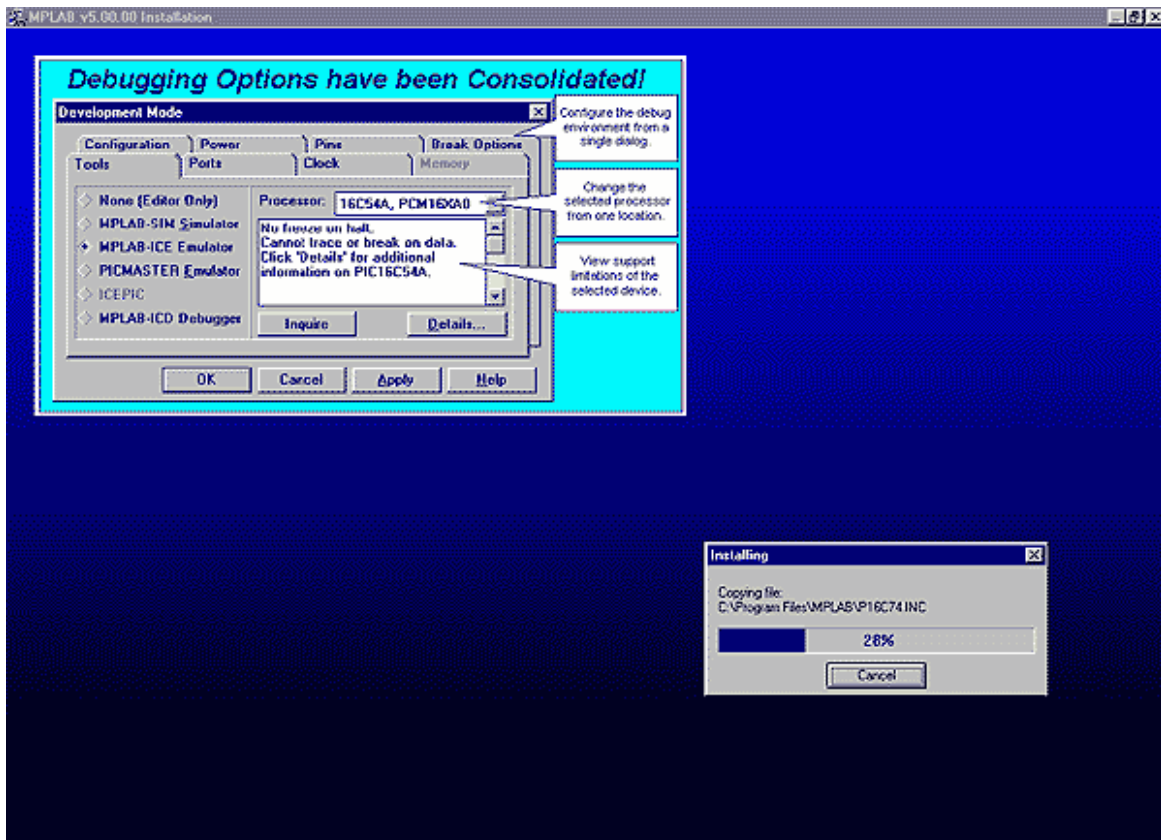 MPLAB v5.00.00 Installation
Debugging Options have been Consolidated!
Development Mode
Configuration Power Pins Break Options
Tools Ports Clock Memory
None (Editor Only)
MPLAB-SIM Simulator
MPLAB-ICE Emulator
PICMASTER Emulator
ICEPIC
MPLAB-ICD Debugger
Processor: 16C54A, PCM16XA0
No freeze on halt.
Cannot trace or break on data.
Click "Details" for additional
information on PIC16C54A.
Inquire Details...
OK Cancel Apply Help
Configure the debug
environment from a
single dialog.
Change the
selected processor
from one location.
View support
limitations of the
selected device.
Installing
Copying file:
C:\Program Files\MPLAB\P16C74.INC
28%
Cancel